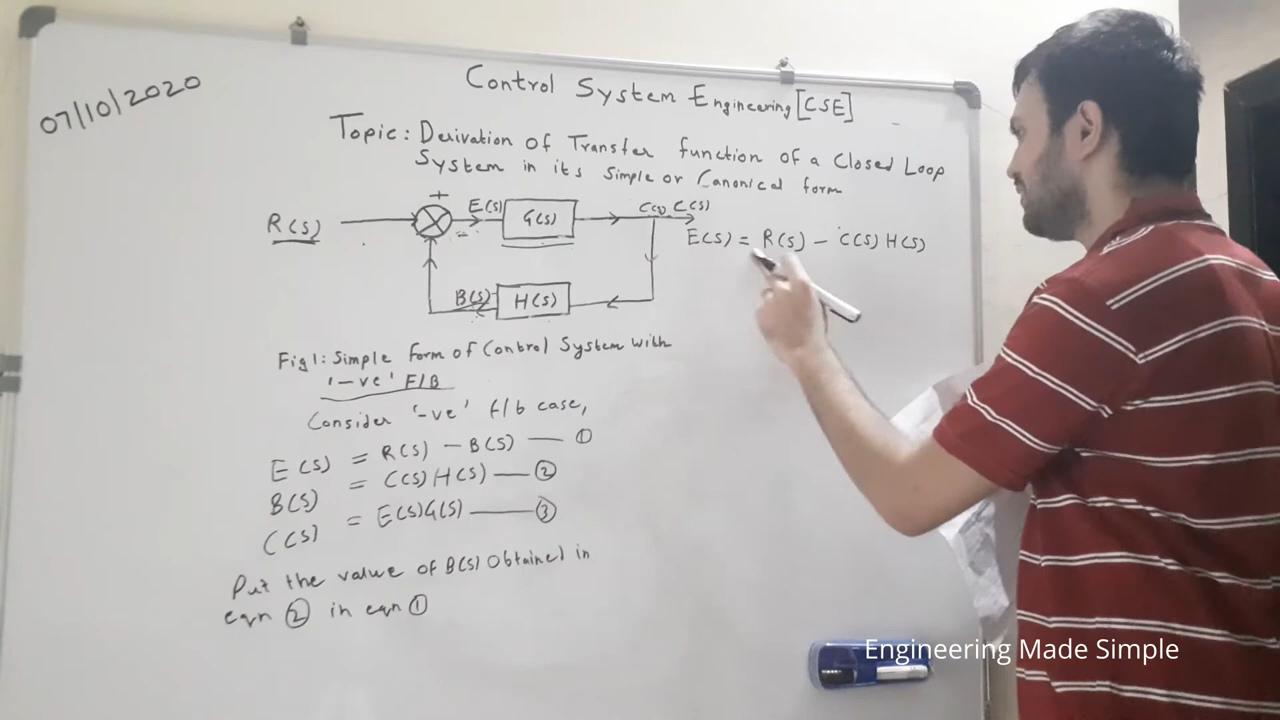 07/10/2020
Control System Engineering [CSE]
Topic: Derivation of Transfer function of a Closed Loop
System in its Simple or Canonical form
R(s)
+
E(s)
G(s)
C(s)
E(s) = R(s) - C(s) H(s)
-
B(s)
H(s)
Fig1: Simple form of Control System with
'-ve' F/B
Consider '-ve' f/b case,
E(s) = R(s) - B(s) — ①
B(s) = C(s) H(s) — ②
C(s) = E(s)G(s) — ③
Put the value of B(s) Obtained in
eqn ② in eqn ①
Engineering Made Simple